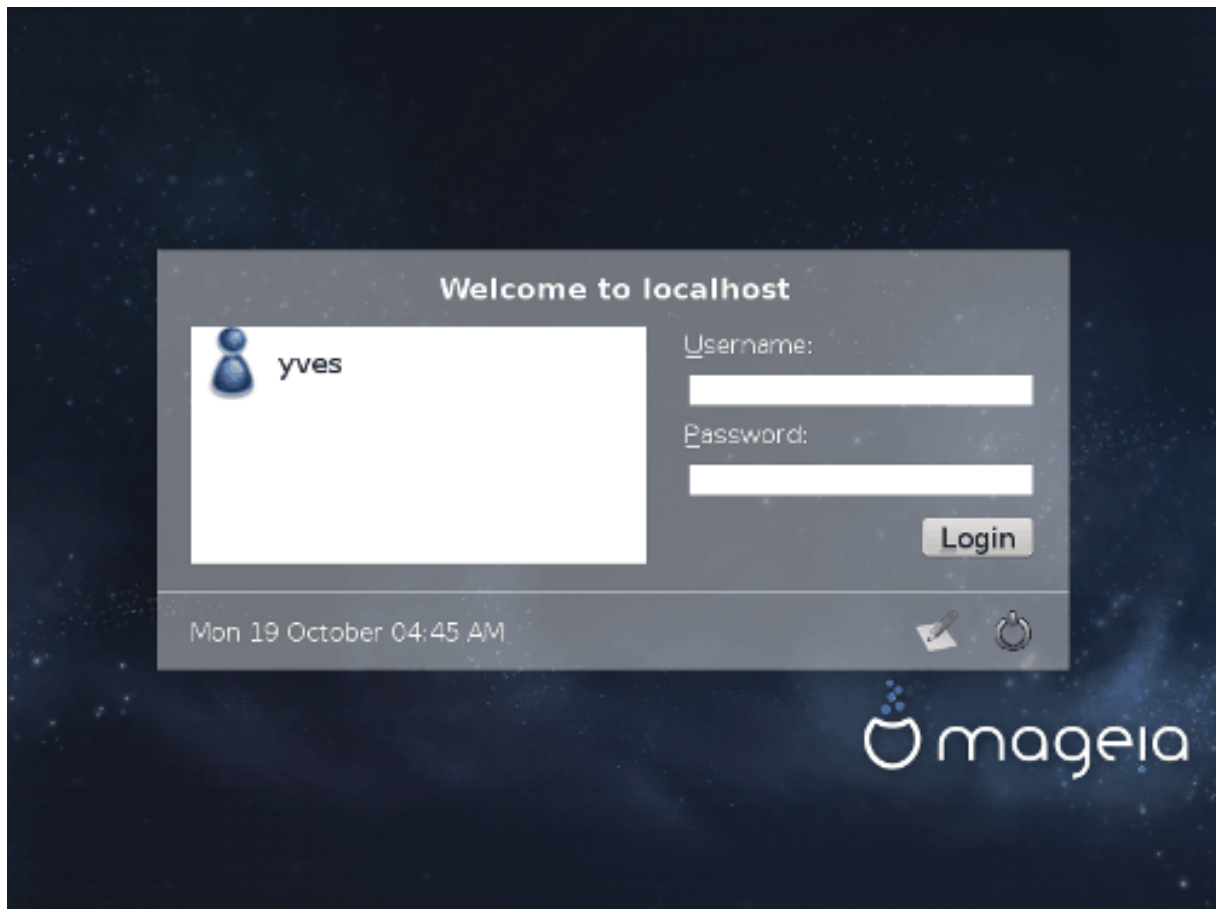 Welcome to localhost
yves
Username:
Password:
Login
Mon 19 October 04:45 AM
mageia